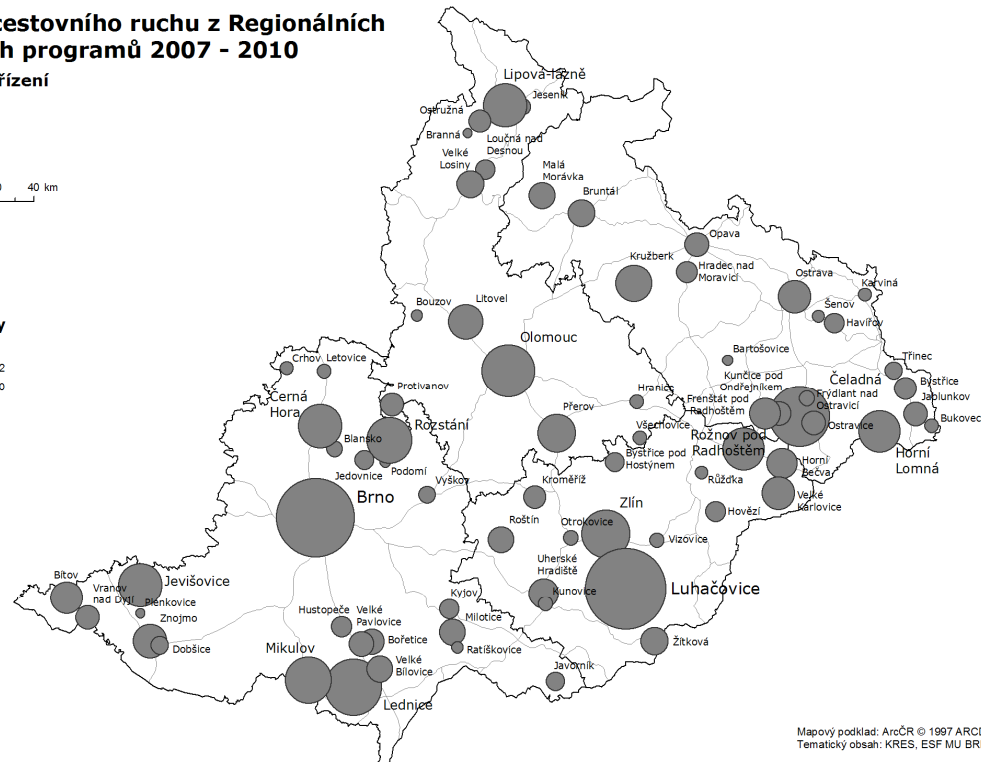 cestovního ruchu z Regionálních
h programů 2007 - 2010
řízení
40 km
y
2
0
Lipová-lázně
Jeseník
Ostružná
Branná
Loučná nad
Desnou
Velké
Losiny
Malá
Morávka
Bruntál
Opava
Kružberk
Hradec nad
Moravicí
Ostrava
Karviná
Šenov
Havířov
Bouzov
Litovel
Olomouc
Bartošovice
Třinec
Crhov
Letovice
Kunčice pod
Ondřejníkem
Čeladná
Bystřice
Protivanov
Hranice
Frenštát pod
Radhoštěm
Frýdlant nad
Ostravicí
Jablunkov
Černá
Hora
Přerov
Bukovec
Rozstání
Všechovice
Ostravice
Blansko
Rožnov pod
Radhoštěm
Horní
Lomná
Bystřice pod
Hostýnem
Horní
Bečva
Jedovnice
Podomí
Růžďka
Vyškov
Kroměříž
Brno
Velké
Karlovice
Zlín
Hovězí
Roštín
Otrokovice
Vizovice
Uherské
Hradiště
Bítov
Jevišovice
Luhačovice
Vranov
nad Dyjí
Kunovice
Kyjov
Plenkovice
Hustopeče
Velké
Pavlovice
Milotice
Znojmo
Bořetice
Žítková
Dobšice
Mikulov
Ratíškovice
Velké
Bílovice
Javorník
Lednice
Mapový podklad: ArcČR © 1997 ARCD
Tematický obsah: KRES, ESF MU BR